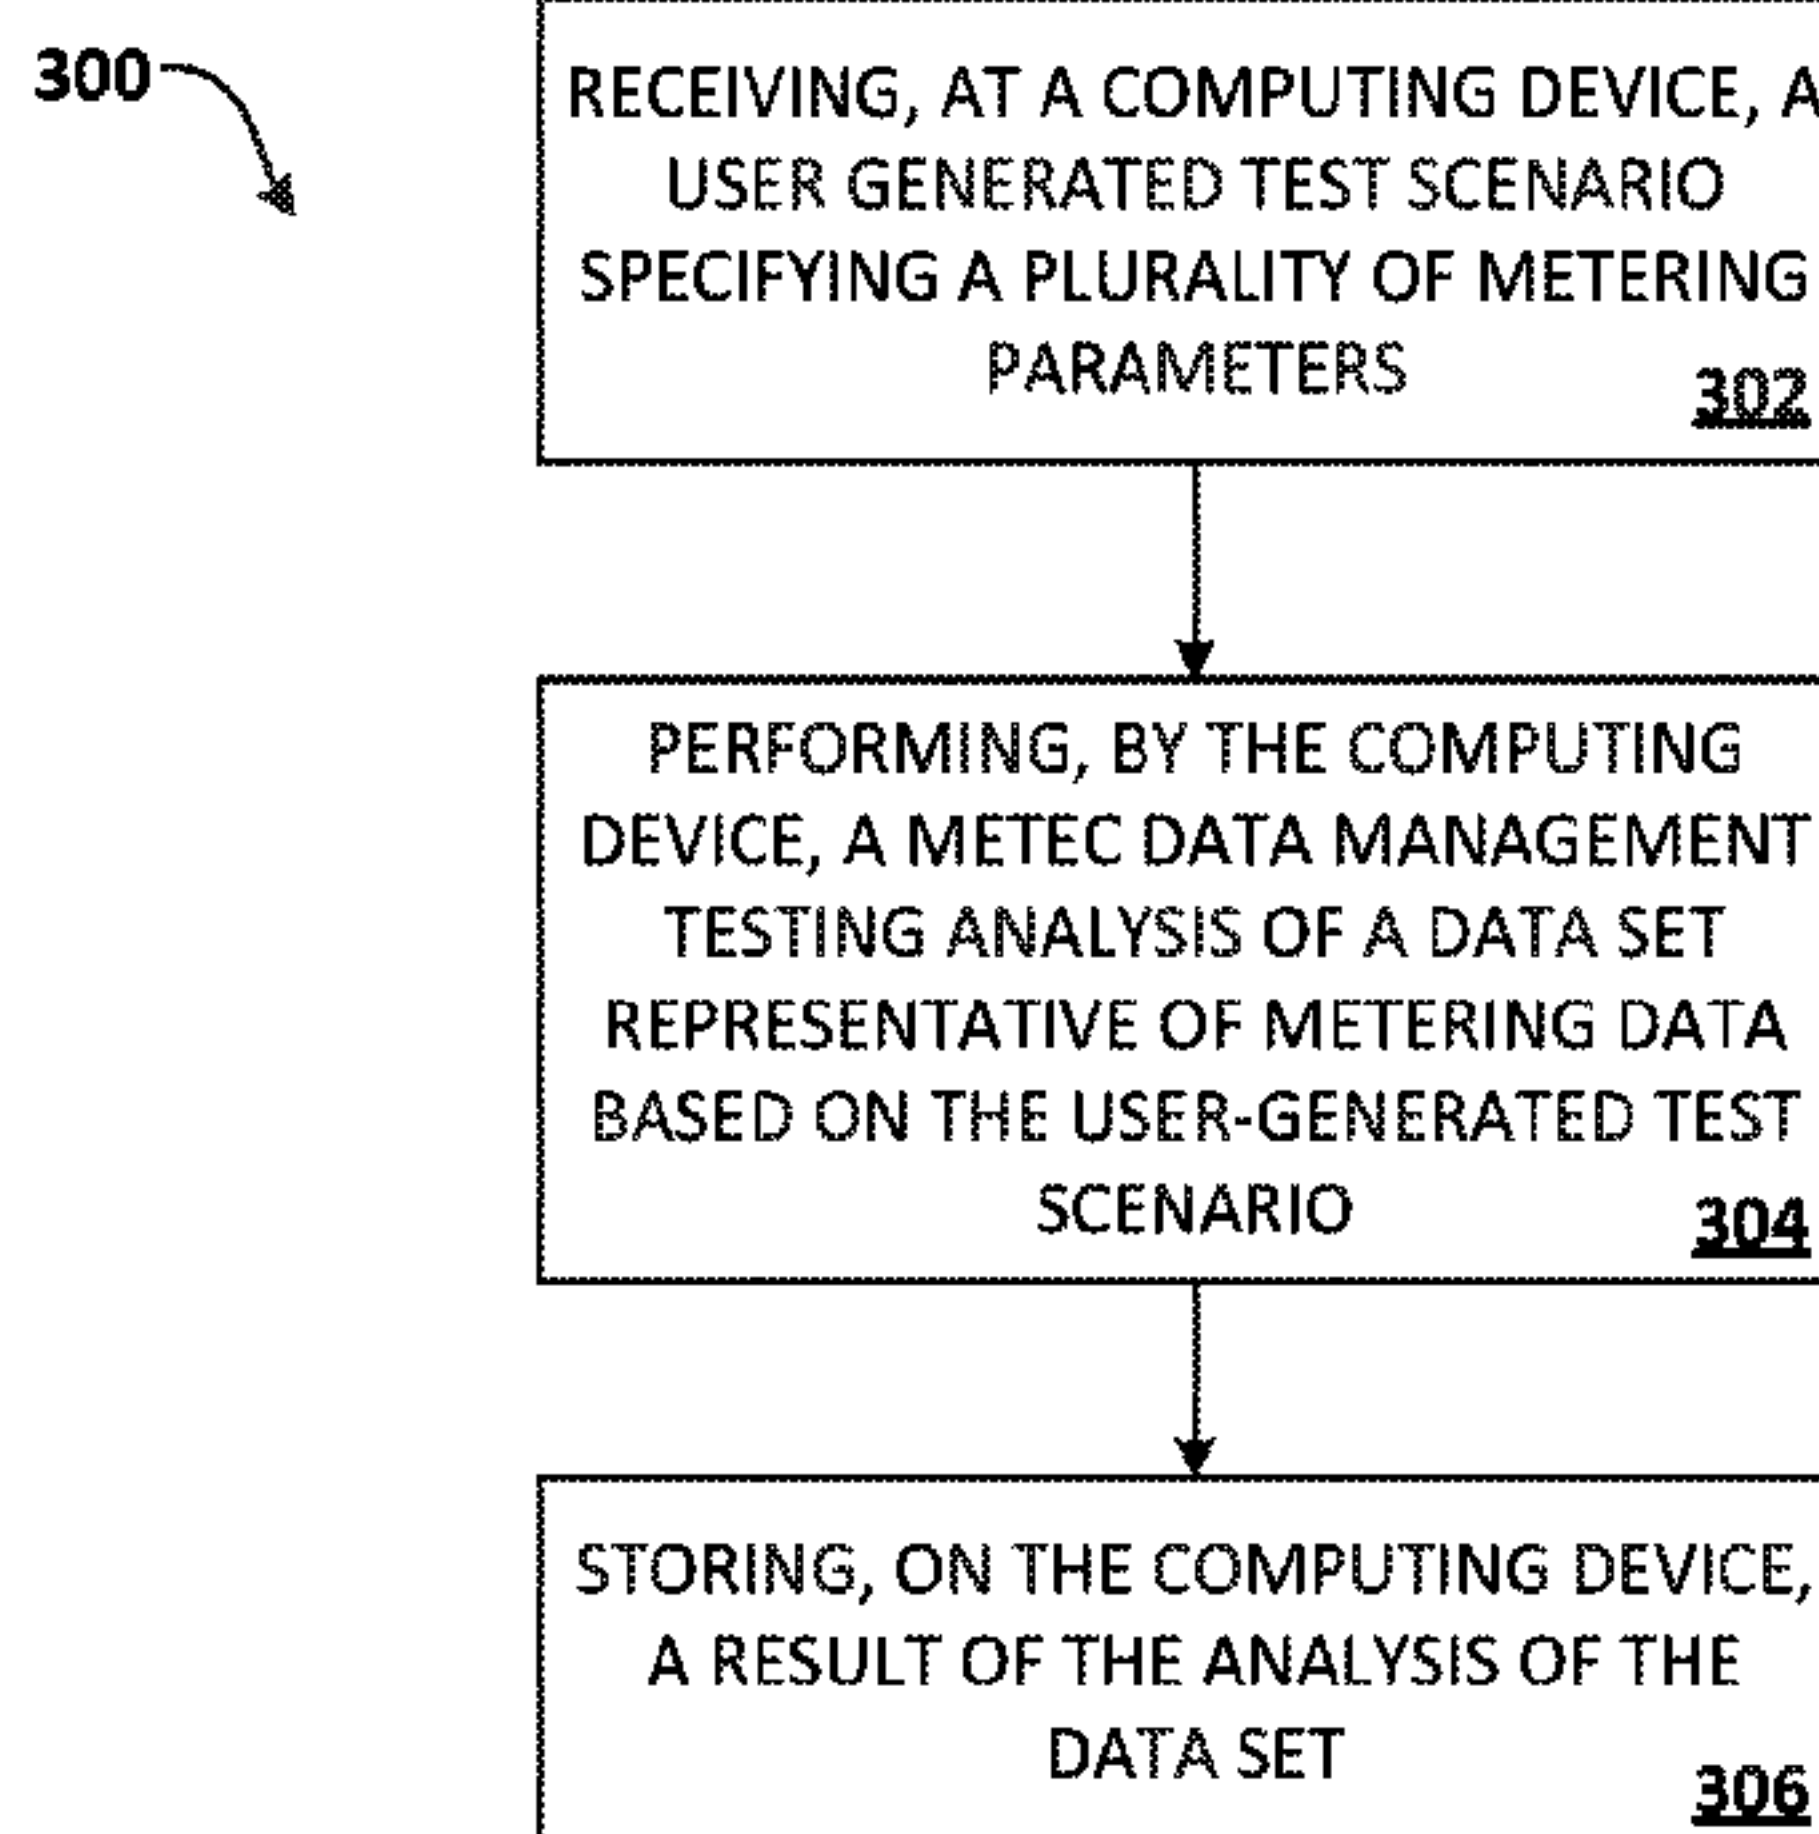 300
RECEIVING, AT A COMPUTING DEVICE, A
USER GENERATED TEST SCENARIO
SPECIFYING A PLURALITY OF METERING
PARAMETERS
302
PERFORMING, BY THE COMPUTING
DEVICE, A METEC DATA MANAGEMENT
TESTING ANALYSIS OF A DATA SET
REPRESENTATIVE OF METERING DATA
BASED ON THE USER-GENERATED TEST
SCENARIO
304
STORING, ON THE COMPUTING DEVICE,
A RESULT OF THE ANALYSIS OF THE
DATA SET
306